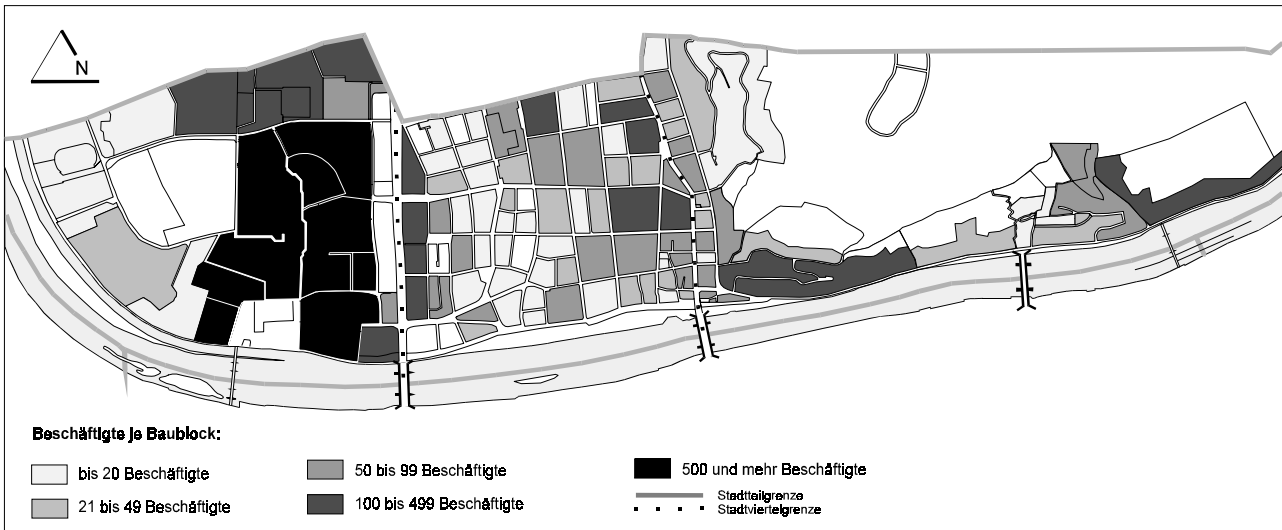 N
Beschäftigte je Baublock:
bis 20 Beschäftigte
21 bis 49 Beschäftigte
50 bis 99 Beschäftigte
100 bis 499 Beschäftigte
500 und mehr Beschäftigte
Stadtteilgrenze
Stadtviertelgrenze